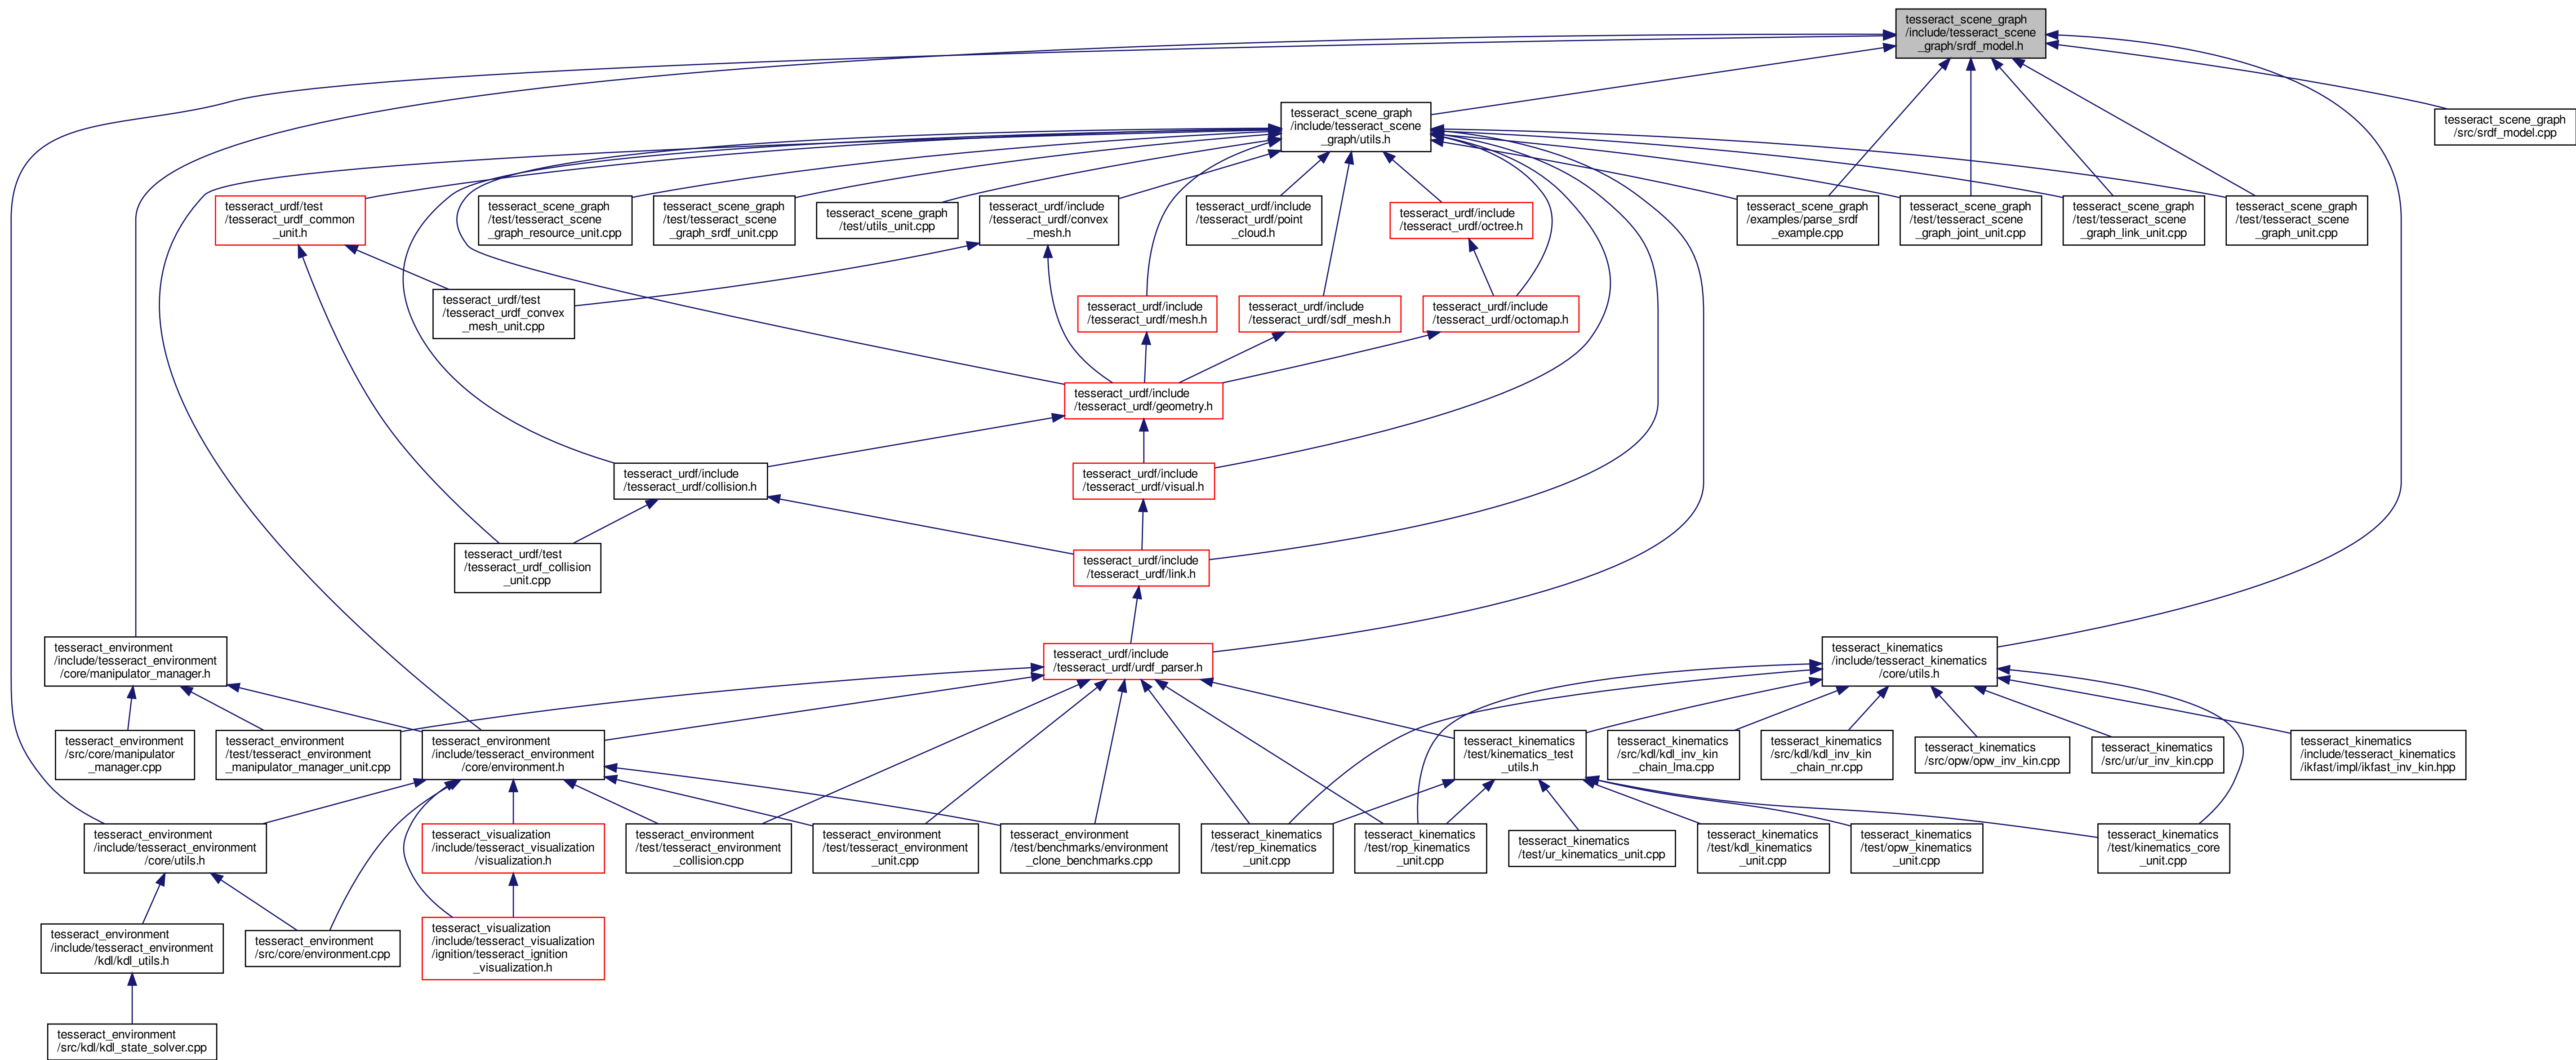 tesseract_scene_graph
/include/tesseract_scene
_graph/srdf_model.h
tesseract_scene_graph
/include/tesseract_scene
_graph/utils.h
tesseract_scene_graph
/src/srdf_model.cpp
tesseract_urdf/test
/tesseract_urdf_common
_unit.h
tesseract_scene_graph
/test/tesseract_scene
_graph_resource_unit.cpp
tesseract_scene_graph
/test/tesseract_scene
_graph_srdf_unit.cpp
tesseract_scene_graph
/test/utils_unit.cpp
tesseract_urdf/include
/tesseract_urdf/convex
_mesh.h
tesseract_urdf/include
/tesseract_urdf/point
_cloud.h
tesseract_urdf/include
/tesseract_urdf/octree.h
tesseract_scene_graph
/examples/parse_srdf
_example.cpp
tesseract_scene_graph
/test/tesseract_scene
_graph_joint_unit.cpp
tesseract_scene_graph
/test/tesseract_scene
_graph_link_unit.cpp
tesseract_scene_graph
/test/tesseract_scene
_graph_unit.cpp
tesseract_urdf/test
/tesseract_urdf_convex
_mesh_unit.cpp
tesseract_urdf/include
/tesseract_urdf/mesh.h
tesseract_urdf/include
/tesseract_urdf/sdf_mesh.h
tesseract_urdf/include
/tesseract_urdf/octomap.h
tesseract_urdf/include
/tesseract_urdf/geometry.h
tesseract_urdf/include
/tesseract_urdf/collision.h
tesseract_urdf/include
/tesseract_urdf/visual.h
tesseract_urdf/test
/tesseract_urdf_collision
_unit.cpp
tesseract_urdf/include
/tesseract_urdf/link.h
tesseract_environment
/include/tesseract_environment
/core/manipulator_manager.h
tesseract_urdf/include
/tesseract_urdf/urdf_parser.h
tesseract_kinematics
/include/tesseract_kinematics
/core/utils.h
tesseract_environment
/src/core/manipulator
_manager.cpp
tesseract_environment
/test/tesseract_environment
_manipulator_manager_unit.cpp
tesseract_environment
/include/tesseract_environment
/core/environment.h
tesseract_kinematics
/test/kinematics_test
_utils.h
tesseract_kinematics
/src/kdl/kdl_inv_kin
_chain_lma.cpp
tesseract_kinematics
/src/kdl/kdl_inv_kin
_chain_nr.cpp
tesseract_kinematics
/src/opw/opw_inv_kin.cpp
tesseract_kinematics
/src/ur/ur_inv_kin.cpp
tesseract_kinematics
/include/tesseract_kinematics
/ikfast/impl/ikfast_inv_kin.hpp
tesseract_environment
/include/tesseract_environment
/core/utils.h
tesseract_visualization
/include/tesseract_visualization
/visualization.h
tesseract_environment
/test/tesseract_environment
_collision.cpp
tesseract_environment
/test/tesseract_environment
_unit.cpp
tesseract_environment
/test/benchmarks/environment
_clone_benchmarks.cpp
tesseract_kinematics
/test/rep_kinematics
_unit.cpp
tesseract_kinematics
/test/rop_kinematics
_unit.cpp
tesseract_kinematics
/test/ur_kinematics_unit.cpp
tesseract_kinematics
/test/kdl_kinematics
_unit.cpp
tesseract_kinematics
/test/opw_kinematics
_unit.cpp
tesseract_kinematics
/test/kinematics_core
_unit.cpp
tesseract_environment
/include/tesseract_environment
/kdl/kdl_utils.h
tesseract_environment
/src/core/environment.cpp
tesseract_visualization
/include/tesseract_visualization
/ignition/tesseract_ignition
_visualization.h
tesseract_environment
/src/kdl/kdl_state_solver.cpp